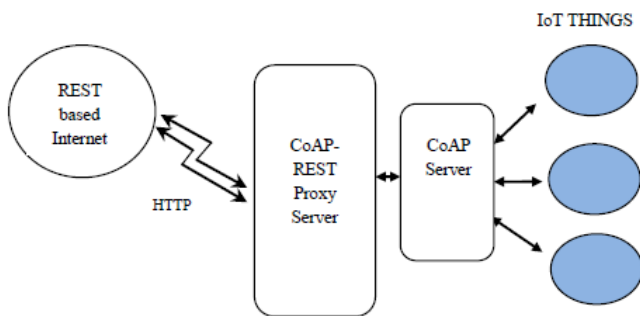 IoT THINGS
REST
based
Internet
HTTP
CoAP-
REST
Proxy
Server
CoAP
Server